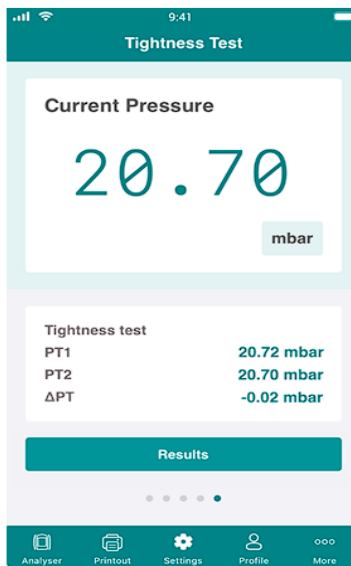 9:41
Tightness Test
Current Pressure
20.70
mbar
Tightness test
PT1 20.72 mbar
PT2 20.70 mbar
ΔPT -0.02 mbar
Results
Analyser Printout Settings Profile More